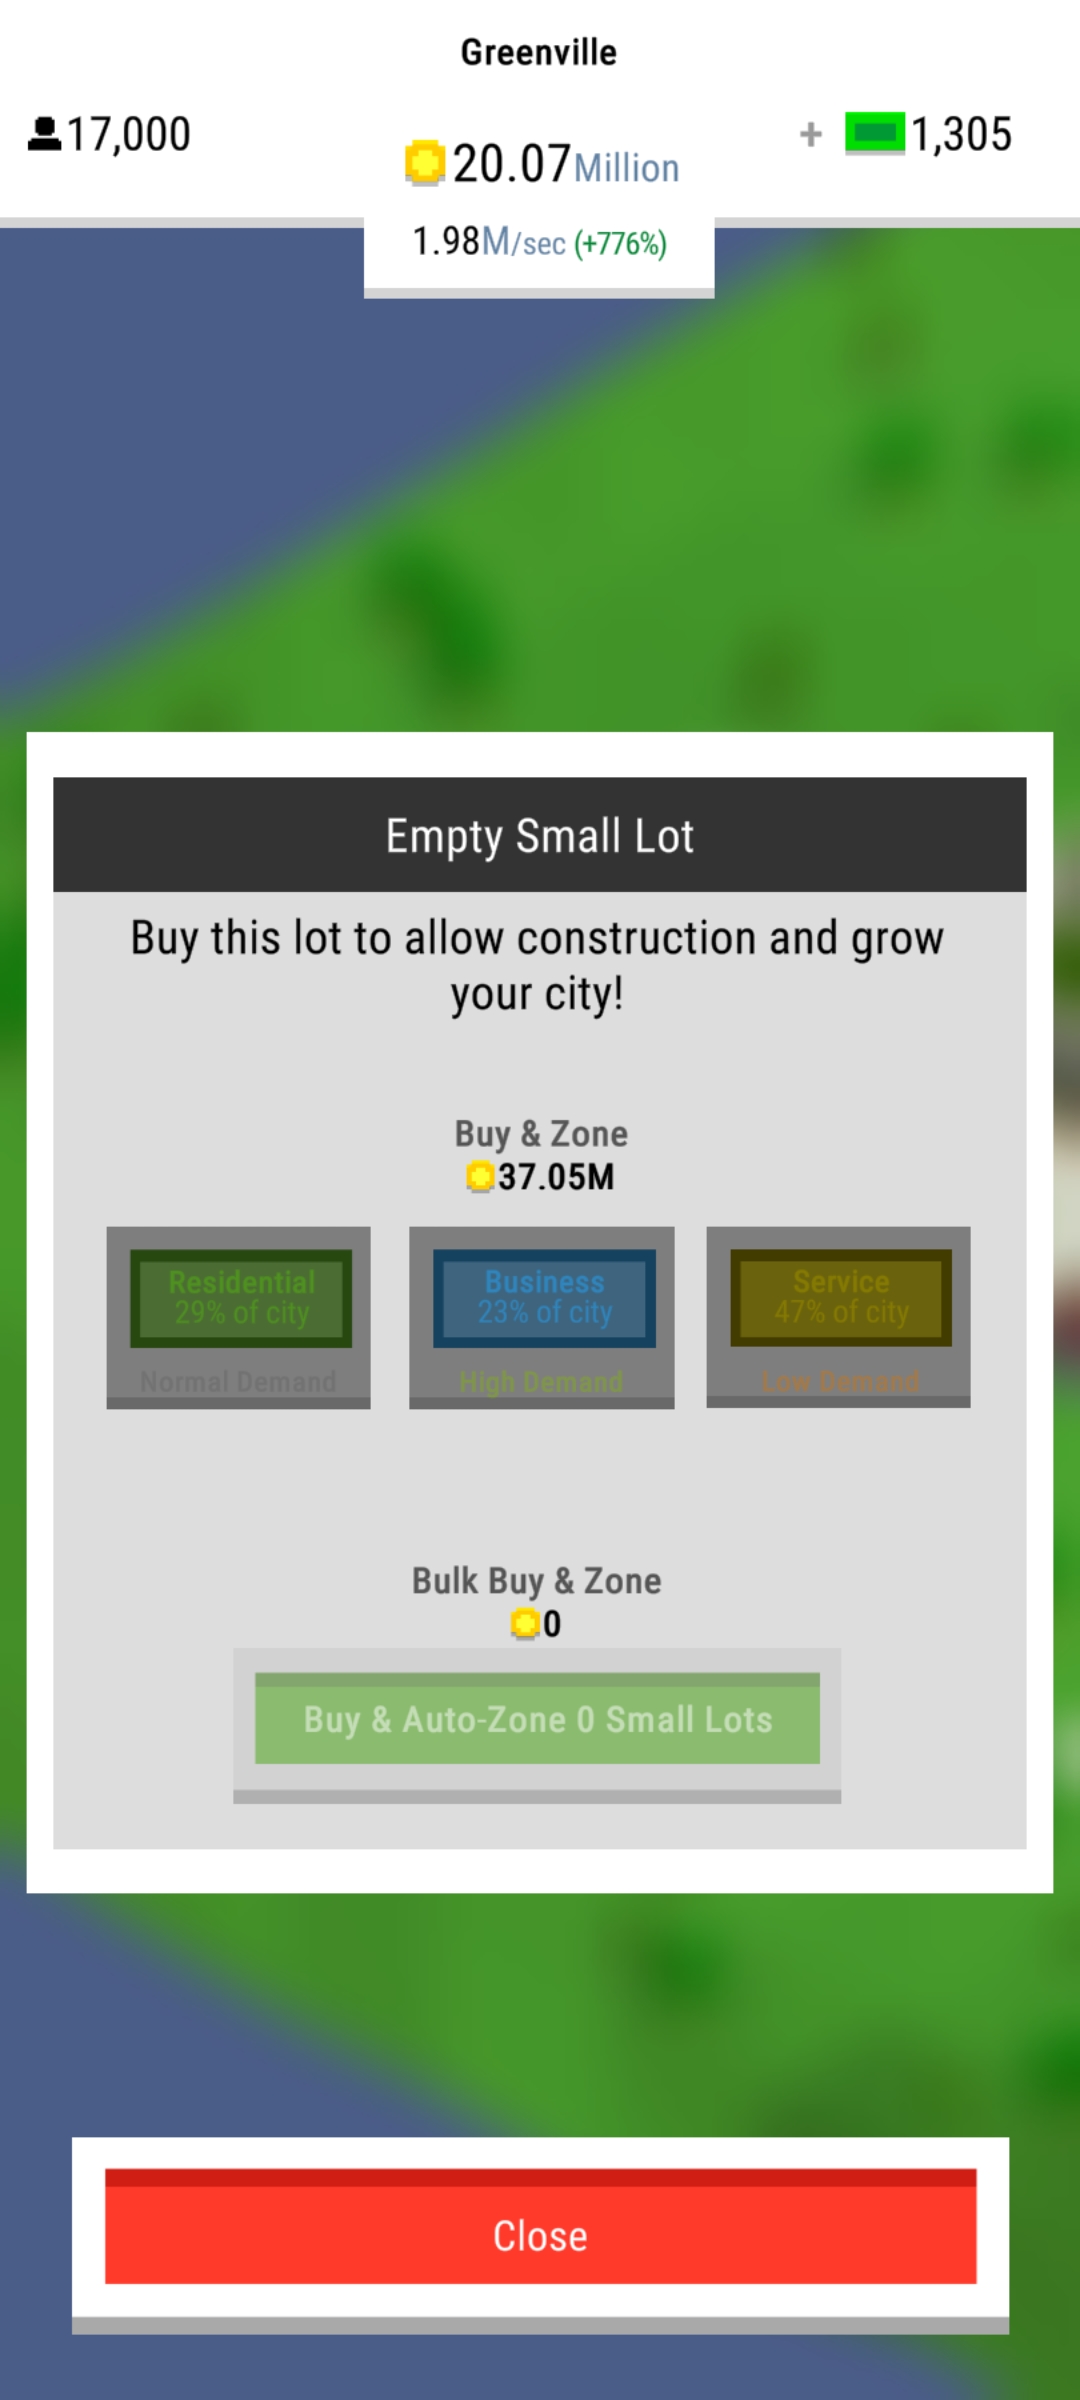 Greenville
17,000
20.07Million
+ 1,305
1.98M/sec (+776%)
Empty Small Lot
Buy this lot to allow construction and grow
your city!
Buy & Zone
37.05M
Residential
29% of city
Normal Demand
Business
23% of city
High Demand
Service
47% of city
Low Demand
Bulk Buy & Zone
0
Buy & Auto-Zone 0 Small Lots
Close